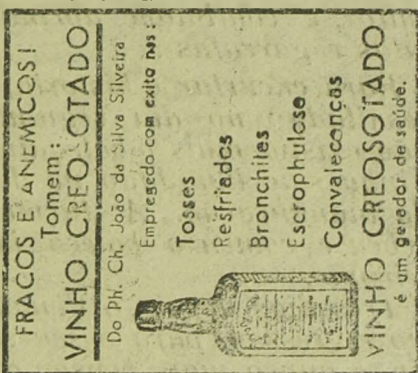 FRACOS E ANEMICOS!
Tomem:
VINHO CREOSOTADO
Do Ph. Ch. João da Silva Silveira
Empregado com exito nas:
Tosses
Resfriados
Bronchites
Escrophulose
Convalecenças
VINHO CREOSOTADO
é um gerador de saúde.